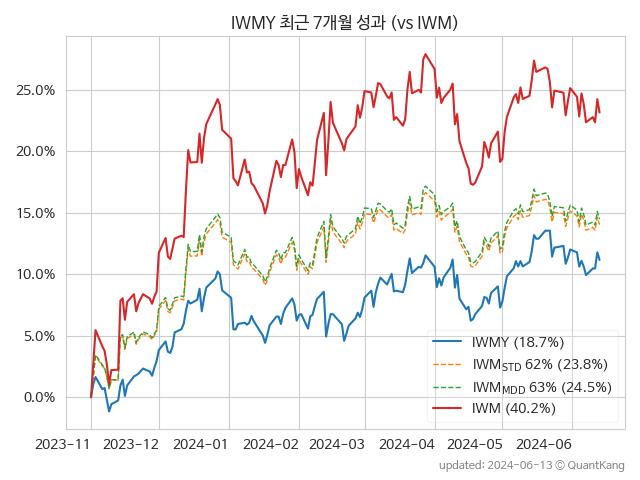 IWMY 최근 7개월 성과 (vs IWM)
25.0%
20.0%
15.0%
10.0%
5.0%
0.0%
IWMY (18.7%)
IWM_STD 62% (23.8%)
IWM_MDD 63% (24.5%)
IWM (40.2%)
2023-11 2023-12 2024-01 2024-02 2024-03 2024-04 2024-05 2024-06
updated: 2024-06-13 ⓒ QuantKang